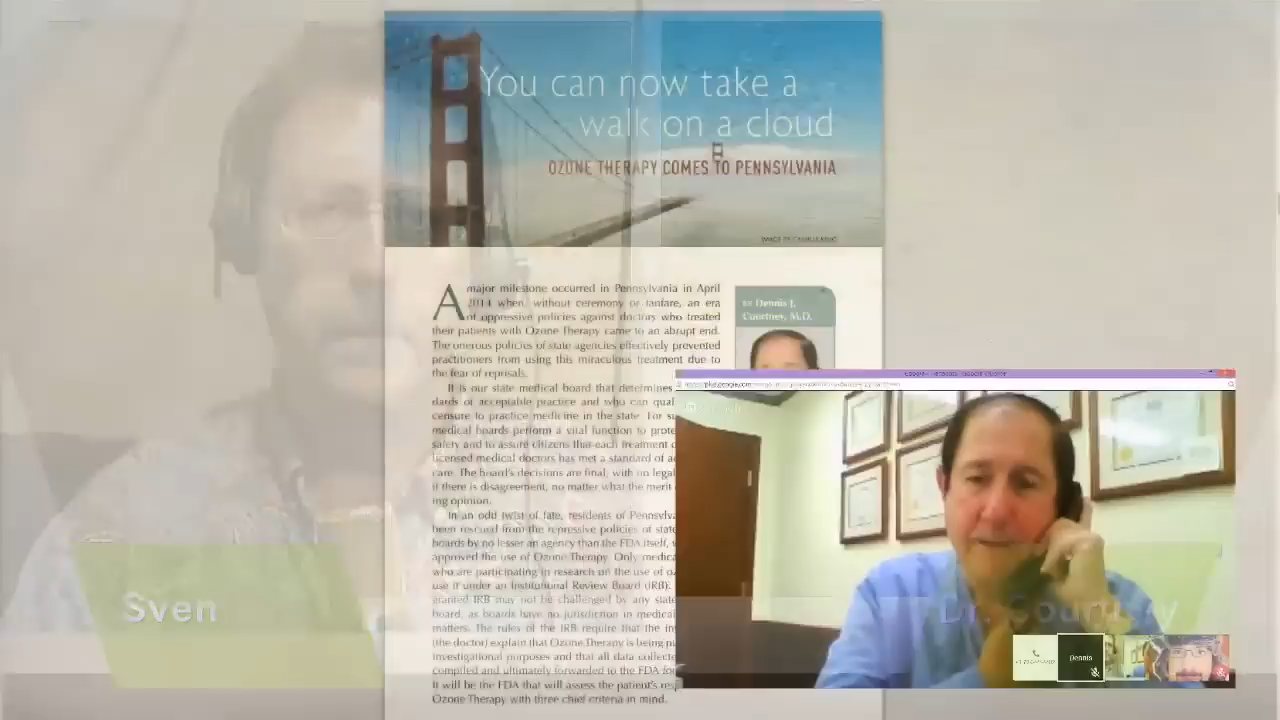 You can now take a
walk on a cloud
OZONE THERAPY COMES TO PENNSYLVANIA
A major milestone occurred in Pennsylvania in April
2014 when, without ceremony or fanfare, an era
of oppressive policies against doctors who treated
their patients with Ozone Therapy came to an abrupt end.
The onerous policies of state agencies effectively prevented
practitioners from using this miraculous treatment due to
the fear of reprisals.
BY Dennis J.
Courtney, M.D.
It is our state medical board that determines
dards of acceptable practice and who can qual
censure to practice medicine in the state. For su
medical boards perform a vital function to prote
safety and to assure citizens that each treatment o
licensed medical doctors has met a standard of ac
care. The board's decisions are final, with no legal
if there is disagreement, no matter what the merit
ing opinion.
In an odd twist of fate, residents of Pennsylva
been rescued from the repressive policies of state
boards by no lesser an agency than the FDA itself,
approved the use of Ozone Therapy. Only medica
who are participating in research on the use of oz
use it under an Institutional Review Board (IRB).
granted IRB may not be challenged by any state
board, as boards have no jurisdiction in medical
matters. The rules of the IRB require that the in
(the doctor) explain that Ozone Therapy is being p
investigational purposes and that all data collecte
compiled and ultimately forwarded to the FDA fo
It will be the FDA that will assess the patient's resp
Ozone Therapy with three chief criteria in mind.
Sven
Dr. Courtney
Dennis